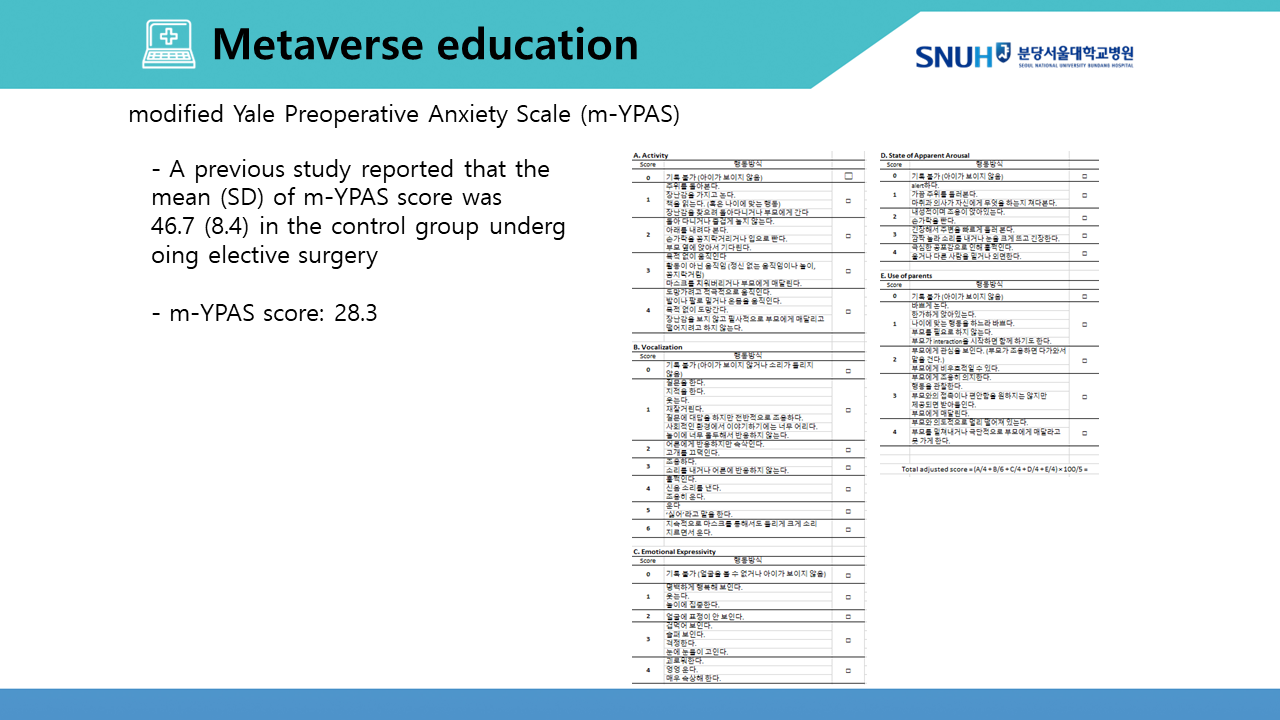 Metaverse education
SNUH 분당서울대학교병원
SEOUL NATIONAL UNIVERSITY BUNDANG HOSPITAL
modified Yale Preoperative Anxiety Scale (m-YPAS)
- A previous study reported that the
mean (SD) of m-YPAS score was
46.7 (8.4) in the control group underg
oing elective surgery
- m-YPAS score: 28.3
A. Activity
Score 행동방식
0 기록 불가 (아이가 보이지 않음)
주위를 돌아본다.
장난감을 가지고 논다.
1 책을 읽는다. (혹은 나이에 맞는 행동)
장난감을 찾으려 돌아다니거나 부모에게 간다
돌아 다니거나 즐겁게 놀지 않는다.
2 아래를 내려다 본다.
손가락을 꼼지락거리거나 입으로 빤다.
부모 옆에 앉아서 기다린다.
목적 없이 움직인다
3 활동이 아닌 움직임 (정신 없는 움직임이나 놀이,
꼼지락거림)
마스크를 치워버리거나 부모에게 매달린다.
도망가려고 적극적으로 움직인다.
발이나 팔로 밀거나 온몸을 움직인다.
4 목적 없이 도망간다.
장난감을 보지 않고 필사적으로 부모에게 매달리고
떨어지려고 하지 않는다.
B. Vocalization
Score 행동방식
0 기록 불가 (아이가 보이지 않거나 소리가 들리지
않음)
질문을 한다.
지적을 한다.
웃는다.
1 재잘거린다.
질문에 대답을 하지만 전반적으로 조용하다.
사회적인 환경에서 이야기하기에는 너무 어리다.
놀이에 너무 몰두해서 반응하지 않는다.
2 어른에게 반응하지만 속삭인다.
고개를 끄덕인다.
3 조용하다.
소리를 내거나 어른에 반응하지 않는다.
훌쩍인다.
4 신음 소리를 낸다.
조용히 운다.
5 운다
'싫어'라고 말을 한다.
6 지속적으로 마스크를 통해서도 들리게 크게 소리
지르면서 운다.
C. Emotional Expressivity
Score 행동방식
0 기록 불가 (얼굴을 볼 수 없거나 아이가 보이지 않음)
명백하게 행복해 보인다.
1 웃는다.
놀이에 집중한다.
2 얼굴에 표정이 안 보인다.
겁먹어 보인다.
3 슬퍼 보인다.
걱정한다.
눈에 눈물이 고인다.
괴로워한다.
4 엉엉 운다.
매우 속상해 한다.
D. State of Apparent Arousal
Score 행동방식
0 기록 불가 (아이가 보이지 않음)
alert하다.
1 가끔 주위를 둘러본다.
마취과 의사가 자신에게 무엇을 하는지 쳐다본다.
2 내성적이며 조용히 앉아있는다.
손가락을 빤다.
3 긴장해서 주변을 빠르게 둘러 본다.
깜짝 놀라 소리를 내거나 눈을 크게 뜨고 긴장한다.
4 극심한 공포감으로 인해 훌쩍인다.
울거나 다른 사람을 밀거나 외면한다.
E. Use of parents
Score 행동방식
0 기록 불가 (아이가 보이지 않음)
바쁘게 논다.
한가하게 앉아있는다.
1 나이에 맞는 행동을 하느라 바쁘다.
부모를 필요로 하지 않는다.
부모가 interaction을 시작하면 함께 하기도 한다.
부모에게 관심을 보인다. (부모가 조용하면 다가와서
2 말을 건다.)
부모에게 비우호적일 수 있다.
부모에게 조용히 의지한다.
행동을 관찰한다.
3 부모와의 접촉이나 편안함을 원하지는 않지만
제공되면 받아들인다.
부모에게 매달린다.
부모와 의도적으로 멀리 떨어져 있는다.
4 부모를 밀쳐내거나 극단적으로 부모에게 매달리고
못 가게 한다.
Total adjusted score = (A/4 + B/6 + C/4 + D/4 + E/4) × 100/5 =